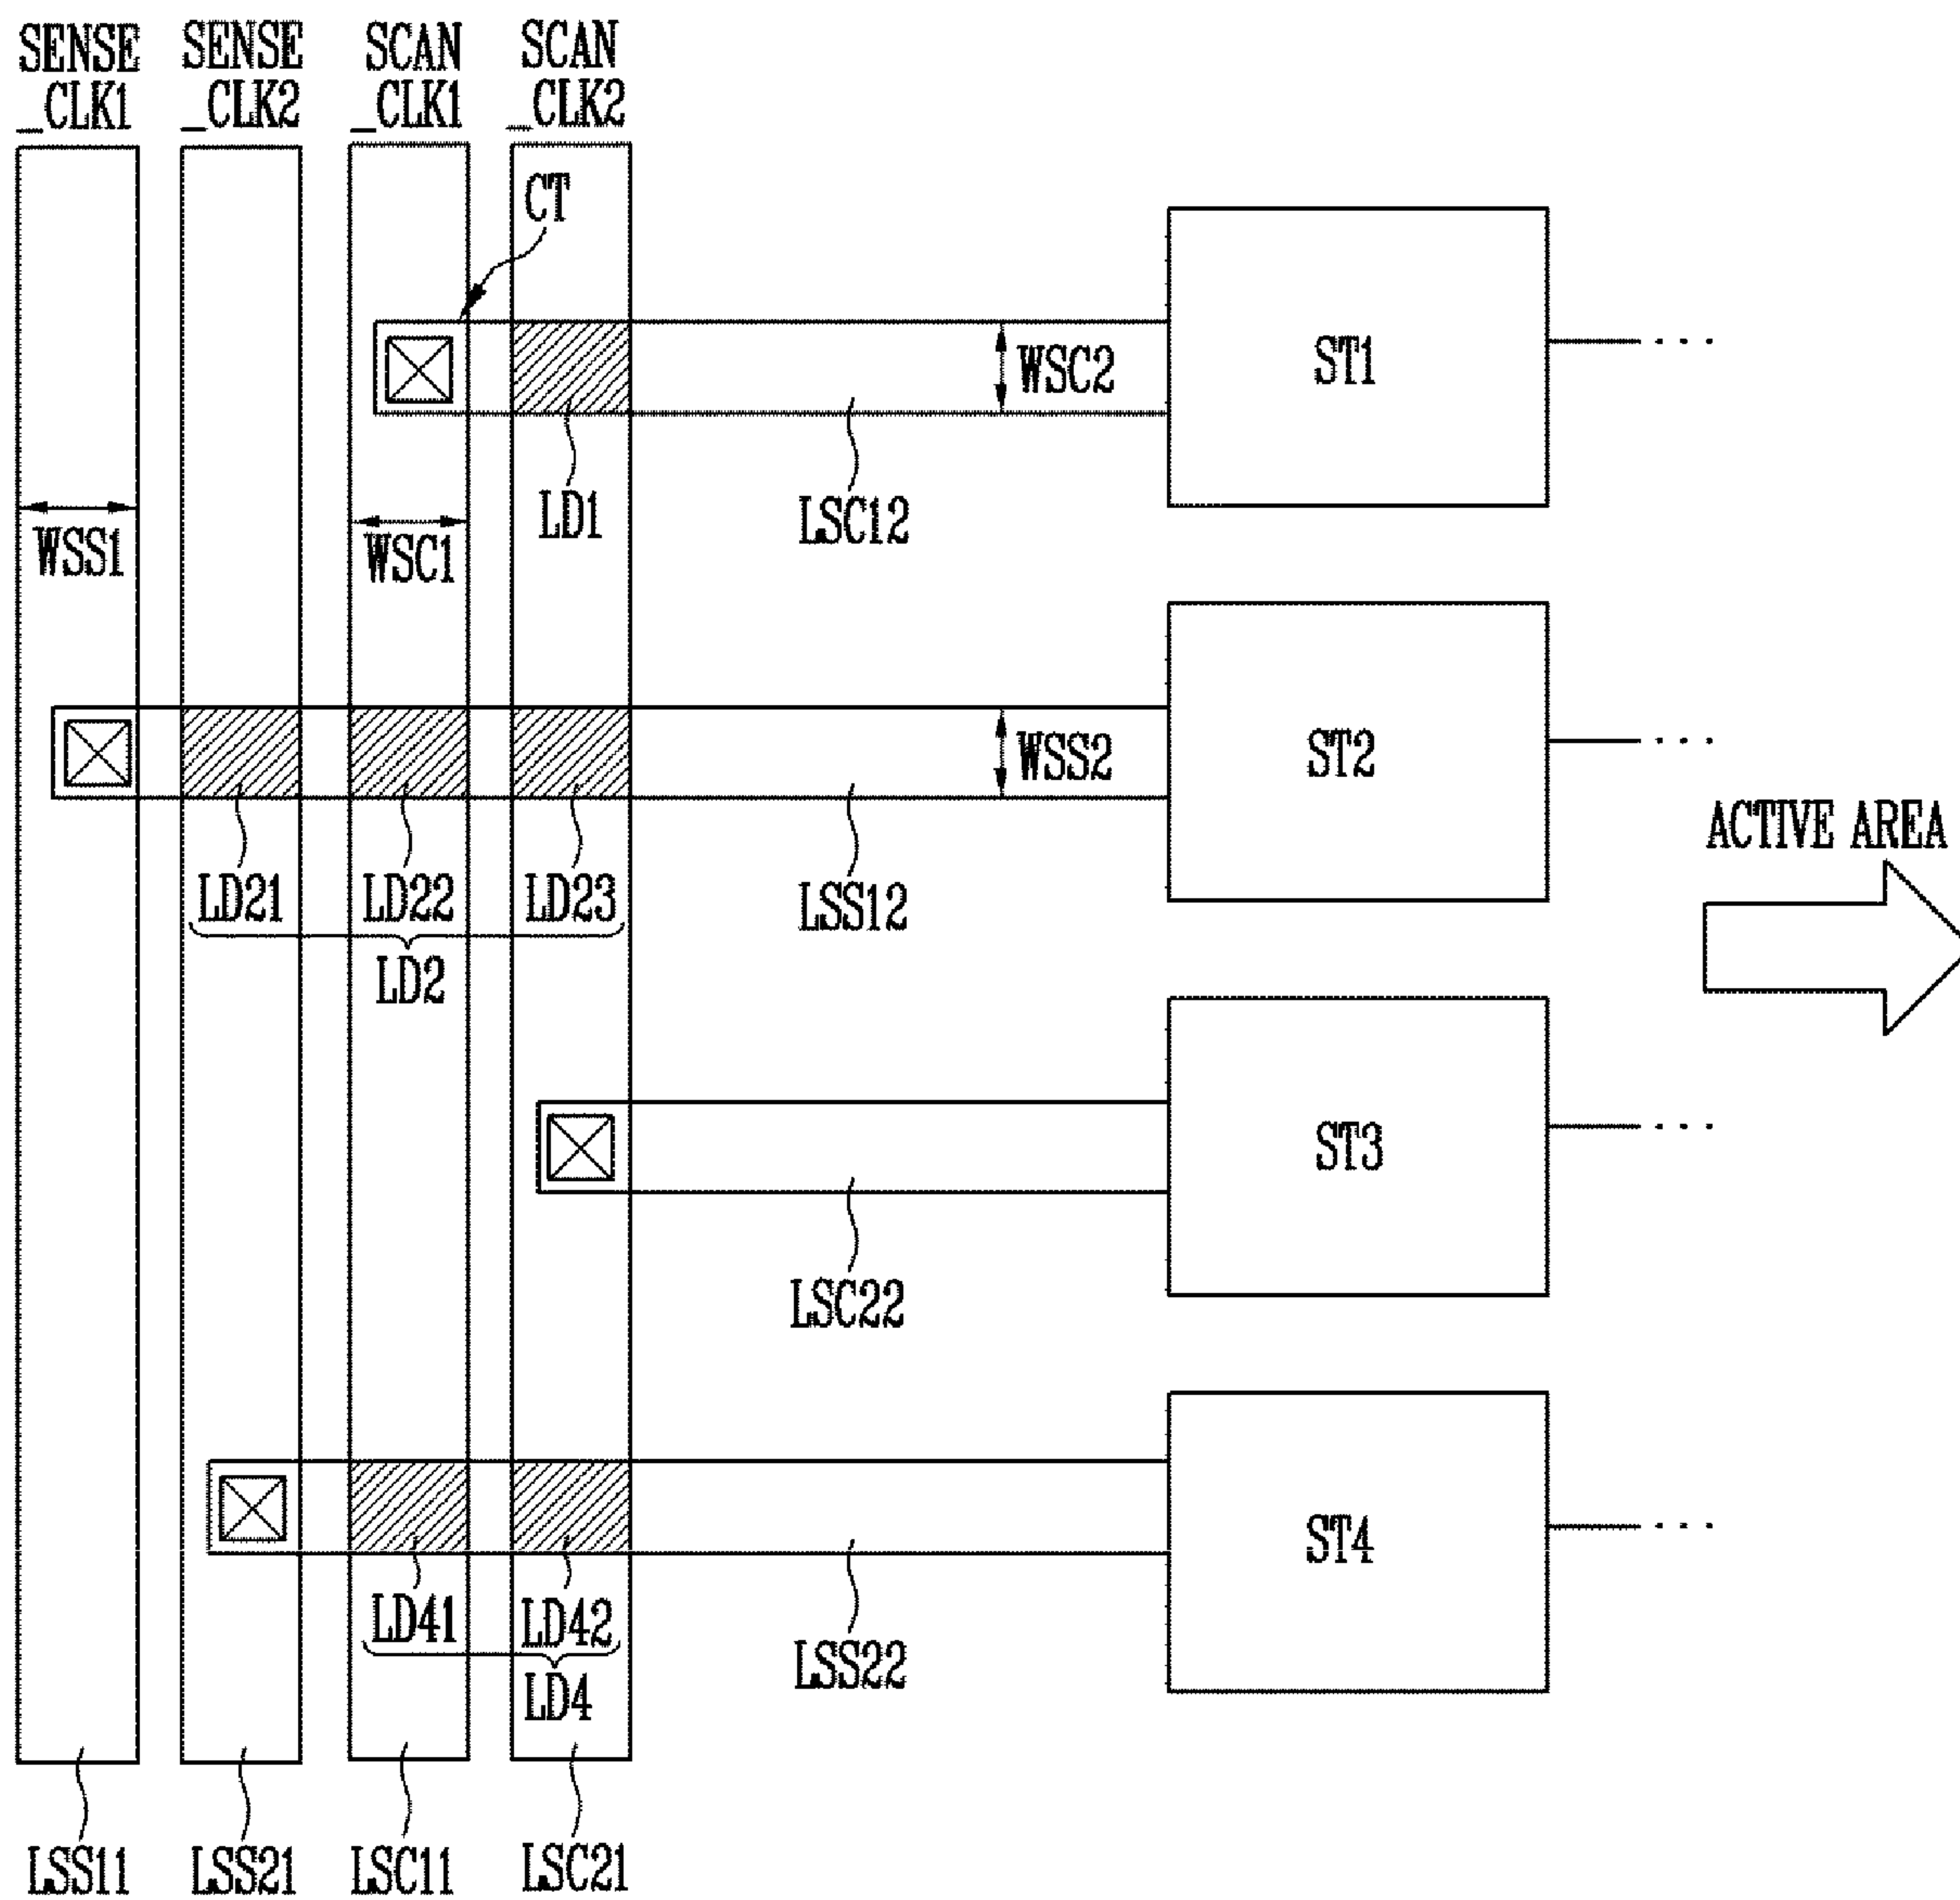 SENSE
_CLK1
SENSE
_CLK2
SCAN
_CLK1
SCAN
_CLK2
CT
ST1
WSC2
LD1
LSC12
WSS1
WSC1
ST2
WSS2
ACTIVE AREA
LD21
LD22
LD23
LSS12
LD2
ST3
LSC22
ST4
LD41
LD42
LSS22
LD4
LSS11
LSS21
LSC11
LSC21